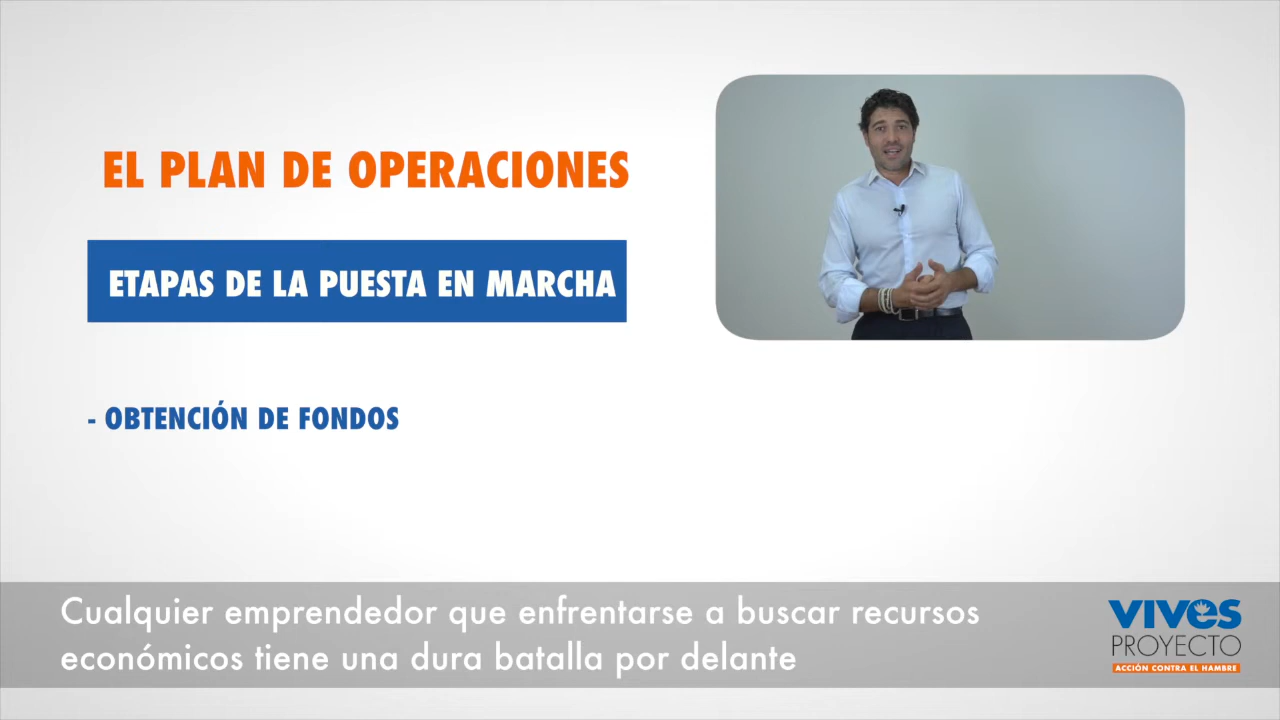 EL PLAN DE OPERACIONES
ETAPAS DE LA PUESTA EN MARCHA
- OBTENCIÓN DE FONDOS
Cualquier emprendedor que enfrentarse a buscar recursos
económicos tiene una dura batalla por delante
VIVES
PROYECTO
ACCIÓN CONTRA EL HAMBRE